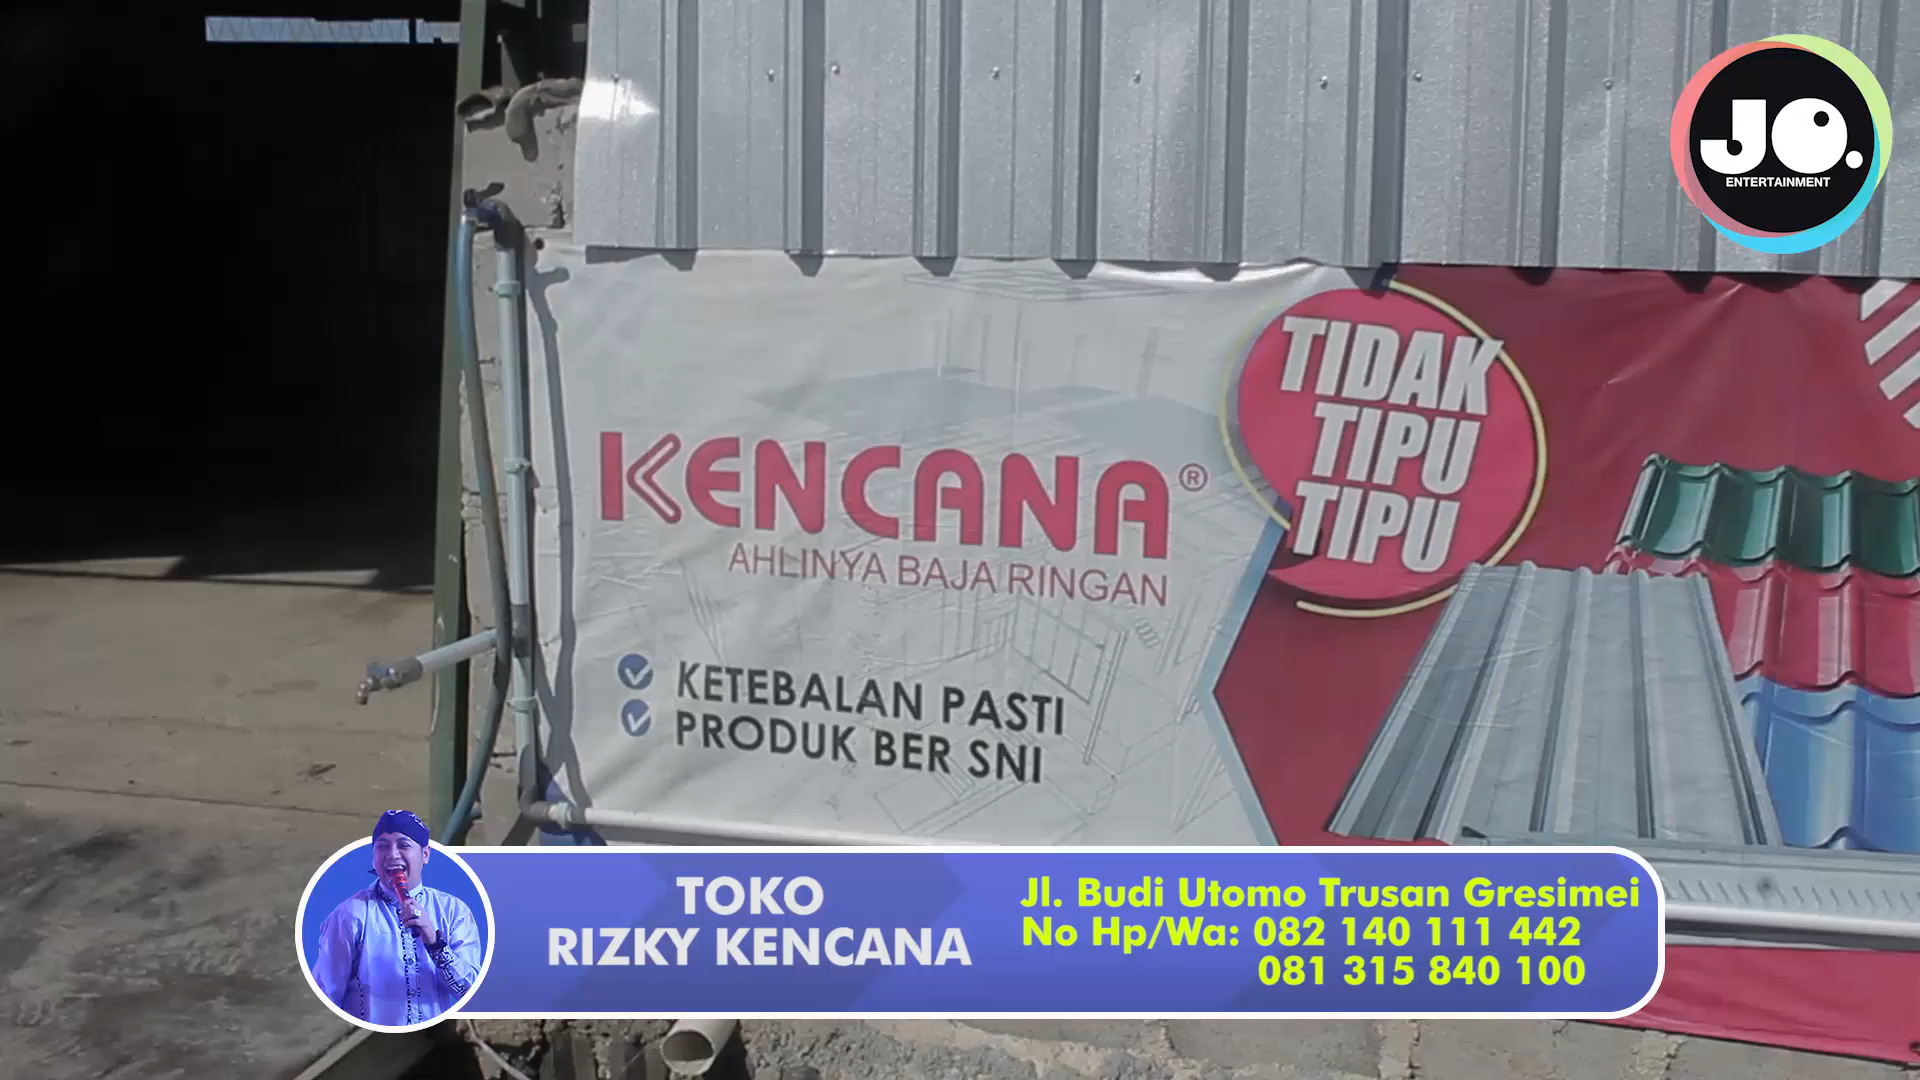 JO.
ENTERTAINMENT
TIDAK
TIPU
TIPU
KENCANA®
AHLINYA BAJA RINGAN
KETEBALAN PASTI
PRODUK BER SNI
TOKO
RIZKY KENCANA
Jl. Budi Utomo Trusan Gresimei
No Hp/Wa: 082 140 111 442
081 315 840 100